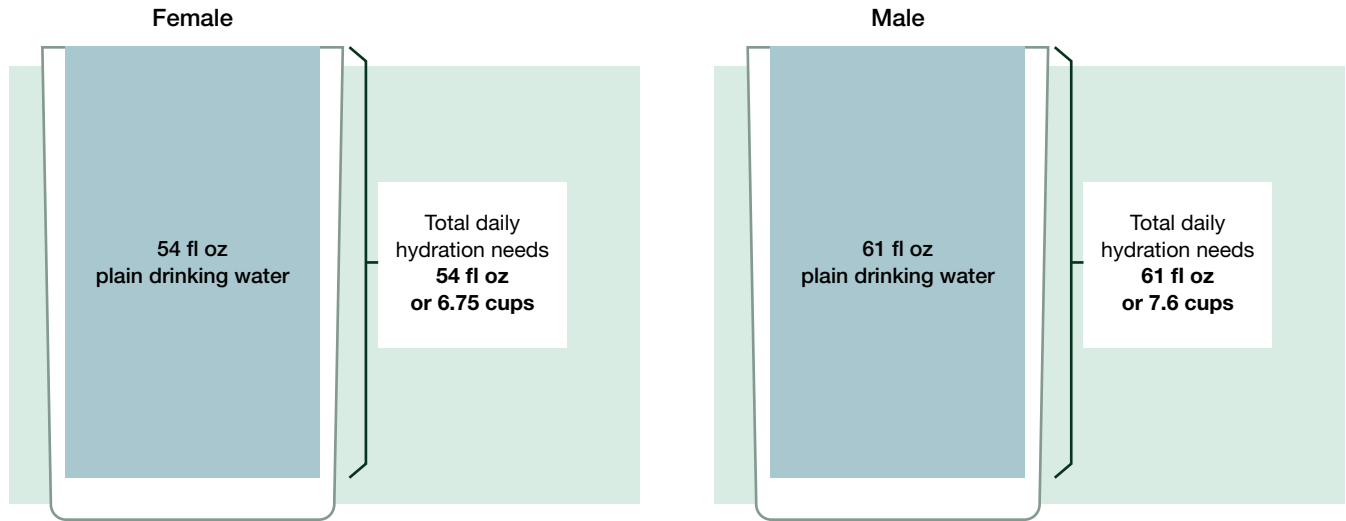 Female
54 fl oz
plain drinking water
Total daily
hydration needs
54 fl oz
or 6.75 cups
Male
61 fl oz
plain drinking water
Total daily
hydration needs
61 fl oz
or 7.6 cups